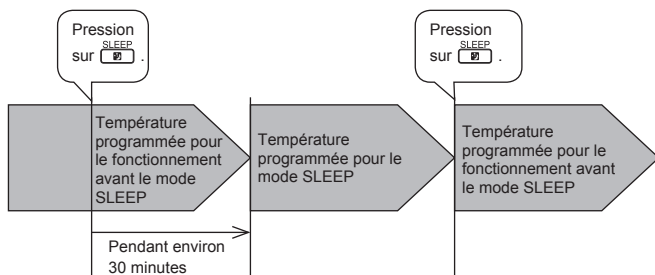 Pression
SLEEP
sur .
Pression
SLEEP
sur .
Température
programmée pour
le fonctionnement
avant le mode
SLEEP
Température
programmée pour le
mode SLEEP
Température
programmée pour le
fonctionnement avant
le mode SLEEP
Pendant environ
30 minutes